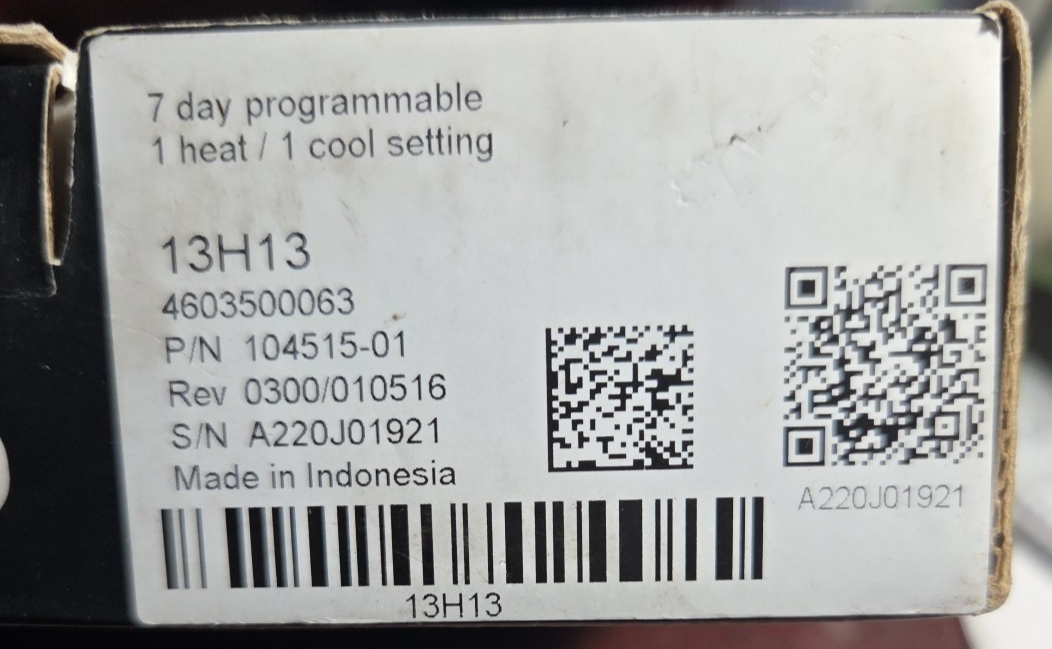 7 day programmable
1 heat / 1 cool setting
13H13
4603500063
P/N 104515-01
Rev 0300/010516
S/N A220J01921
Made in Indonesia
A220J01921
13H13